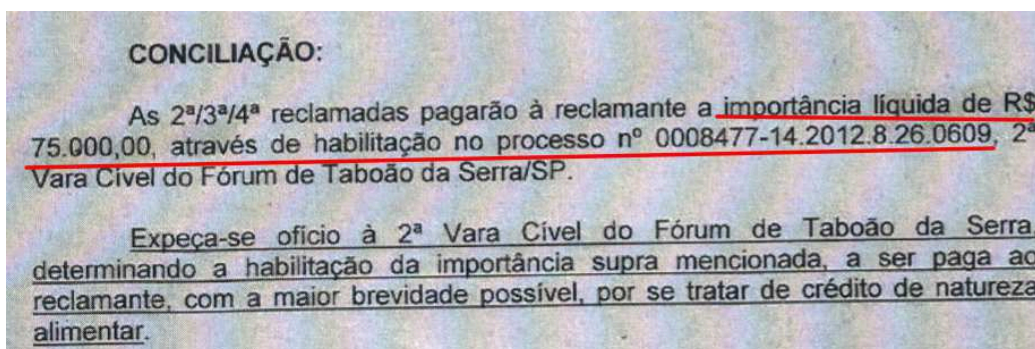 CONCILIAÇÃO:
As 2ª/3ª/4ª reclamadas pagarão à reclamante a importância líquida de R$
75.000,00, através de habilitação no processo nº 0008477-14.2012.8.26.0609, 2ª
Vara Cível do Fórum de Taboão da Serra/SP.
Expeça-se ofício à 2ª Vara Cível do Fórum de Taboão da Serra,
determinando a habilitação da importância supra mencionada, a ser paga ao
reclamante, com a maior brevidade possível, por se tratar de crédito de natureza
alimentar.